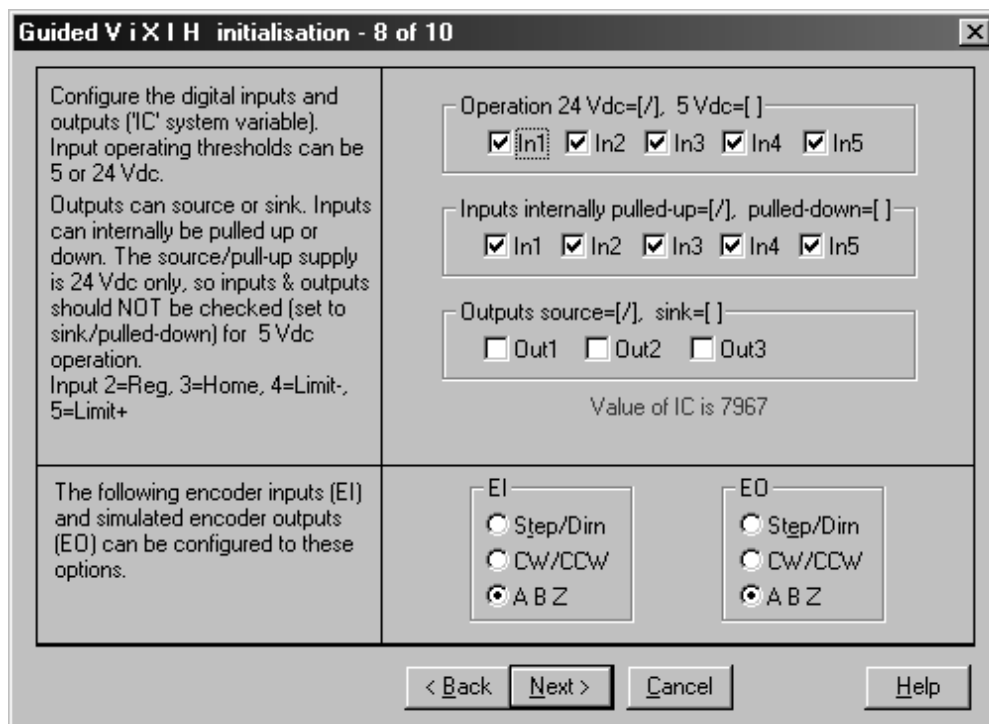 Guided V i X I H initialisation - 8 of 10
Configure the digital inputs and
outputs ('IC' system variable).
Input operating thresholds can be
5 or 24 Vdc.
Outputs can source or sink. Inputs
can internally be pulled up or
down. The source/pull-up supply
is 24 Vdc only, so inputs & outputs
should NOT be checked (set to
sink/pulled-down) for 5 Vdc
operation.
Input 2=Reg, 3=Home, 4=Limit-,
5=Limit+
Operation 24 Vdc=[/], 5 Vdc=[ ]
In1 In2 In3 In4 In5
Inputs internally pulled-up=[/], pulled-down=[ ]
In1 In2 In3 In4 In5
Outputs source=[/], sink=[ ]
Out1 Out2 Out3
Value of IC is 7967
The following encoder inputs (EI)
and simulated encoder outputs
(EO) can be configured to these
options.
EI
Step/Dirn
CW/CCW
A B Z
EO
Step/Dirn
CW/CCW
A B Z
< Back Next > Cancel Help